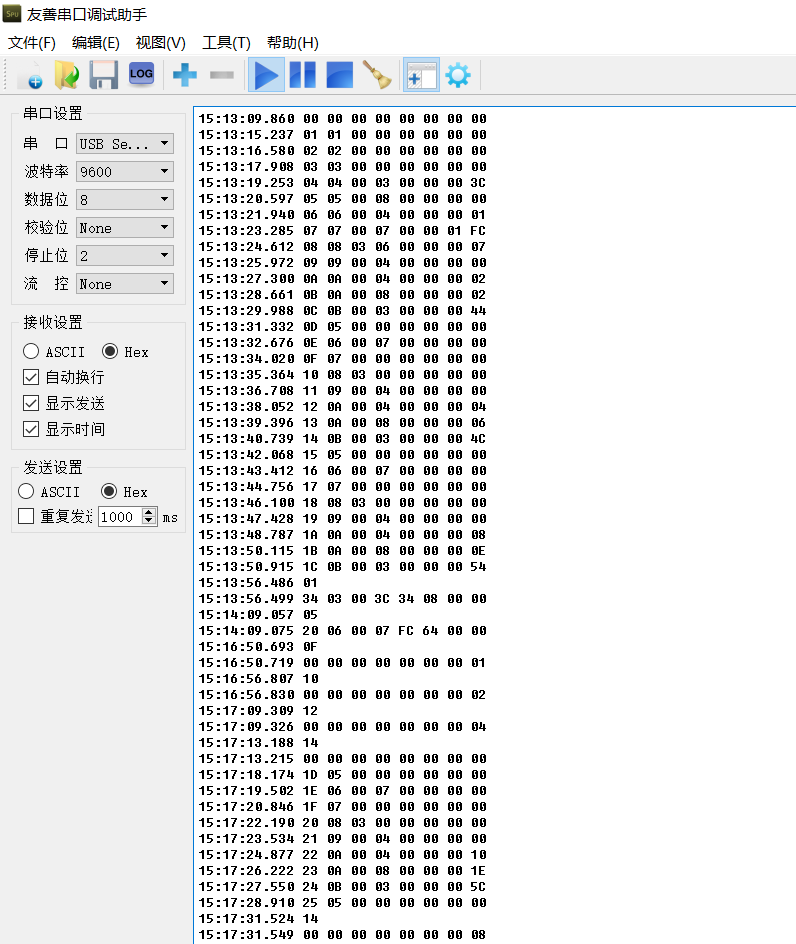 友善串口调试助手
文件(F) 编辑(E) 视图(V) 工具(T) 帮助(H)
LOG
串口设置
串 口 USB Se...
波特率 9600
数据位 8
校验位 None
停止位 2
流 控 None
接收设置
ASCII Hex
自动换行
显示发送
显示时间
发送设置
ASCII Hex
重复发送 1000 ms
15:13:09.860 00 00 00 00 00 00 00 00
15:13:15.237 01 01 00 00 00 00 00 00
15:13:16.580 02 02 00 00 00 00 00 00
15:13:17.908 03 03 00 00 00 00 00 00
15:13:19.253 04 04 00 03 00 00 00 3C
15:13:20.597 05 05 00 08 00 00 00 00
15:13:21.940 06 06 00 04 00 00 00 01
15:13:23.285 07 07 00 07 00 00 01 FC
15:13:24.612 08 08 03 06 00 00 00 07
15:13:25.972 09 09 00 04 00 00 00 00
15:13:27.300 0A 0A 00 04 00 00 00 02
15:13:28.661 0B 0A 00 08 00 00 00 02
15:13:29.988 0C 0B 00 03 00 00 00 44
15:13:31.332 0D 05 00 00 00 00 00 00
15:13:32.676 0E 06 00 07 00 00 00 00
15:13:34.020 0F 07 00 00 00 00 00 00
15:13:35.364 10 08 03 00 00 00 00 00
15:13:36.708 11 09 00 04 00 00 00 00
15:13:38.052 12 0A 00 04 00 00 00 04
15:13:39.396 13 0A 00 08 00 00 00 06
15:13:40.739 14 0B 00 03 00 00 00 4C
15:13:42.068 15 05 00 00 00 00 00 00
15:13:43.412 16 06 00 07 00 00 00 00
15:13:44.756 17 07 00 00 00 00 00 00
15:13:46.100 18 08 03 00 00 00 00 00
15:13:47.428 19 09 00 04 00 00 00 00
15:13:48.787 1A 0A 00 04 00 00 00 08
15:13:50.115 1B 0A 00 08 00 00 00 0E
15:13:50.915 1C 0B 00 03 00 00 00 54
15:13:56.486 01
15:13:56.499 34 03 00 3C 34 08 00 00
15:14:09.057 05
15:14:09.075 20 06 00 07 FC 64 00 00
15:16:50.693 0F
15:16:50.719 00 00 00 00 00 00 00 01
15:16:56.807 10
15:16:56.830 00 00 00 00 00 00 00 02
15:17:09.309 12
15:17:09.326 00 00 00 00 00 00 00 04
15:17:13.188 14
15:17:13.215 00 00 00 00 00 00 00 00
15:17:18.174 1D 05 00 00 00 00 00 00
15:17:19.502 1E 06 00 07 00 00 00 00
15:17:20.846 1F 07 00 00 00 00 00 00
15:17:22.190 20 08 03 00 00 00 00 00
15:17:23.534 21 09 00 04 00 00 00 00
15:17:24.877 22 0A 00 04 00 00 00 10
15:17:26.222 23 0A 00 08 00 00 00 1E
15:17:27.550 24 0B 00 03 00 00 00 5C
15:17:28.910 25 05 00 00 00 00 00 00
15:17:31.524 14
15:17:31.549 00 00 00 00 00 00 00 08